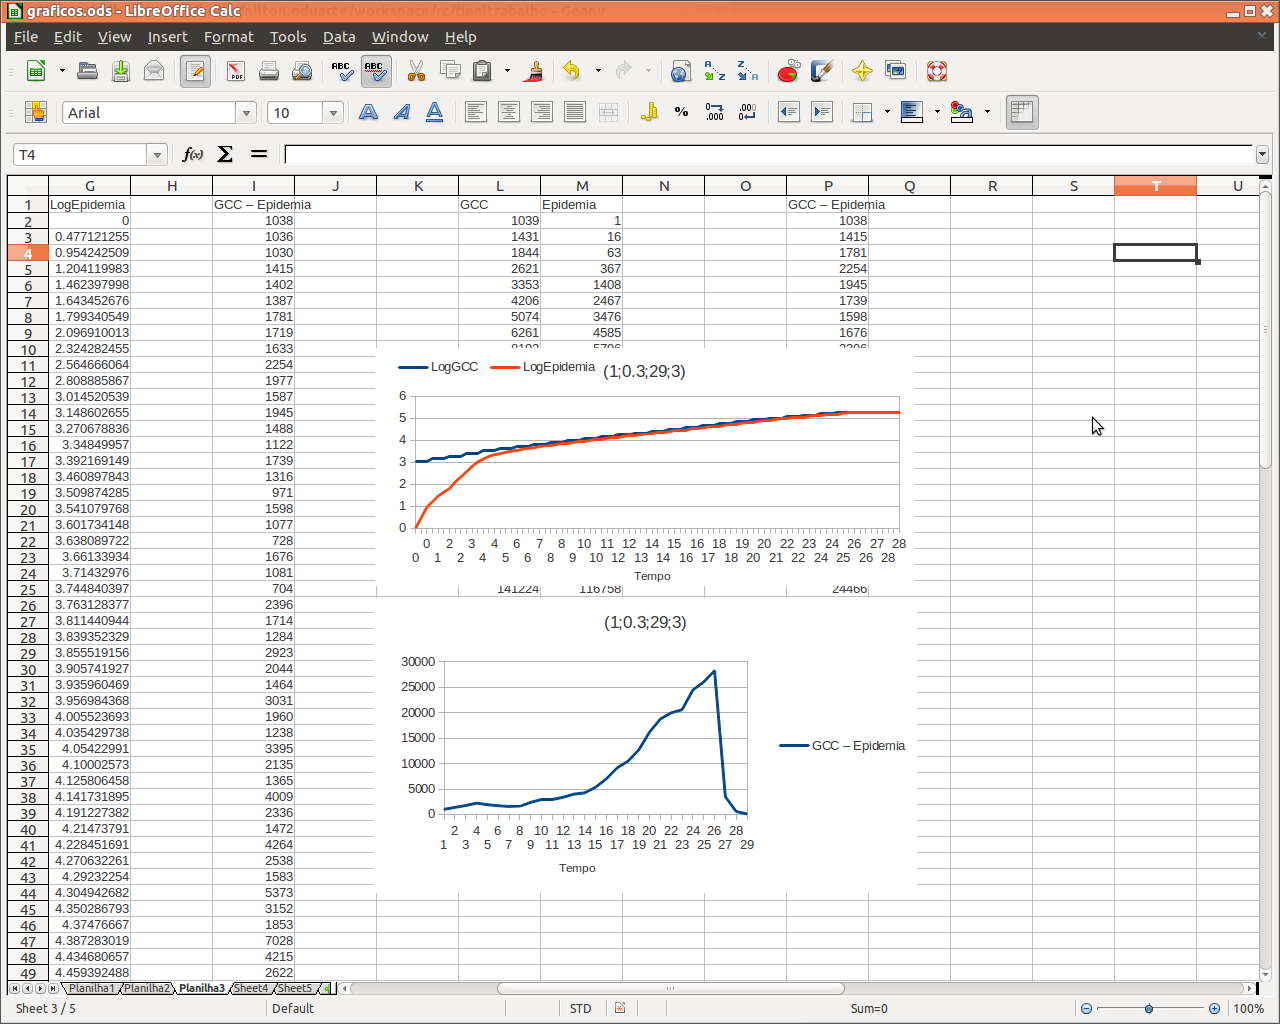 graficos.ods - LibreOffice Calc
File Edit View Insert Format Tools Data Window Help
Arial 10
T4
G H I J K L M N O P Q R S T U
1 LogEpidemia GCC – Epidemia GCC Epidemia GCC – Epidemia
2 0 1038 1039 1 1038
3 0.477121255 1036 1431 16 1415
4 0.954242509 1030 1844 63 1781
5 1.204119983 1415 2621 367 2254
6 1.462397998 1402 3353 1408 1945
7 1.643452676 1387 4206 2467 1739
8 1.799340549 1781 5074 3476 1598
9 2.096910013 1719 6261 4585 1676
10 2.324282455 1633
11 2.564666064 2254
12 2.808885867 1977
13 3.014520539 1587
14 3.148602655 1945
15 3.270678836 1488
16 3.34849957 1122
17 3.392169149 1739
18 3.460897843 1316
19 3.509874285 971
20 3.541079768 1598
21 3.601734148 1077
22 3.638089722 728
23 3.66133934 1676
24 3.71432976 1081
25 3.744840397 704 141224 116758 24466
26 3.763128377 2396
27 3.811440944 1714
28 3.839352329 1284
29 3.855519156 2923
30 3.905741927 2044
31 3.935960469 1464
32 3.956984368 3031
33 4.005523693 1960
34 4.035429738 1238
35 4.05422991 3395
36 4.10002573 2135
37 4.125806458 1365
38 4.141731895 4009
39 4.191227382 2336
40 4.21473791 1472
41 4.228451691 4264
42 4.270632261 2538
43 4.29232254 1583
44 4.304942682 5373
45 4.350286793 3152
46 4.37476667 1853
47 4.387283019 7028
48 4.434680657 4215
49 4.459392488 2622
LogGCC LogEpidemia (1;0.3;29;3)
6
5
4
3
2
1
0
0 2 3 4 5 7 8 10 11 12 14 15 16 18 19 20 22 23 24 26 27 28
0 1 2 4 5 6 8 9 10 12 13 14 16 17 18 20 21 22 24 25 26 28
Tempo
(1;0.3;29;3)
30000
25000
20000
15000
10000
5000
0
2 4 6 8 10 12 14 16 18 20 22 24 26 28
1 3 5 7 9 11 13 15 17 19 21 23 25 27 29
Tempo
GCC – Epidemia
Planilha1 Planilha2 Planilha3 Sheet4 Sheet5
Sheet 3 / 5 Default STD Sum=0 100%